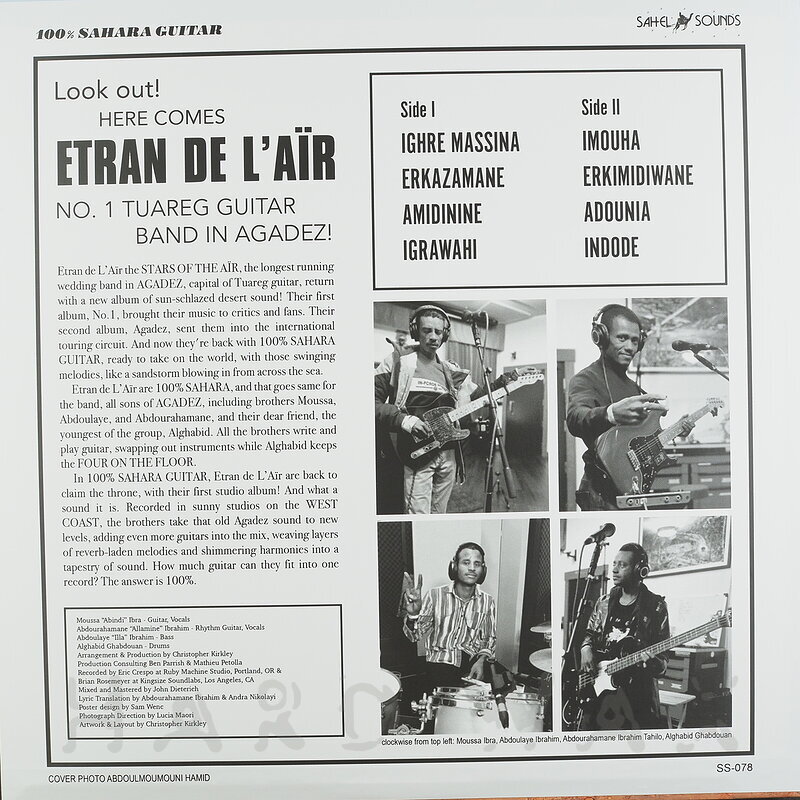 100% SAHARA GUITAR
SAHEL SOUNDS
Look out!
HERE COMES
ETRAN DE L'AÏR
NO. 1 TUAREG GUITAR
BAND IN AGADEZ!
Etran de L'Aïr the STARS OF THE AÏR, the longest running
wedding band in AGADEZ, capital of Tuareg guitar, return
with a new album of sun-schlazed desert sound! Their first
album, No.1, brought their music to critics and fans. Their
second album, Agadez, sent them into the international
touring circuit. And now they're back with 100% SAHARA
GUITAR, ready to take on the world, with those swinging
melodies, like a sandstorm blowing in from across the sea.
Etran de L'Aïr are 100% SAHARA, and that goes same for
the band, all sons of AGADEZ, including brothers Moussa,
Abdoulaye, and Abdourahamane, and their dear friend, the
youngest of the group, Alghabid. All the brothers write and
play guitar, swapping out instruments while Alghabid keeps
the FOUR ON THE FLOOR.
In 100% SAHARA GUITAR, Etran de L'Aïr are back to
claim the throne, with their first studio album! And what a
sound it is. Recorded in sunny studios on the WEST
COAST, the brothers take that old Agadez sound to new
levels, adding even more guitars into the mix, weaving layers
of reverb-laden melodies and shimmering harmonies into a
tapestry of sound. How much guitar can they fit into one
record? The answer is 100%.
Moussa "Abindi" Ibra - Guitar, Vocals
Abdourahamane "Allamine" Ibrahim - Rhythm Guitar, Vocals
Abdoulaye "Illa" Ibrahim - Bass
Alghabid Ghabdouan - Drums
Arrangement & Production by Christopher Kirkley
Production Consulting Ben Parrish & Mathieu Petolla
Recorded by Eric Crespo at Ruby Machine Studio, Portland, OR &
Brian Rosemeyer at Kingsize Soundlabs, Los Angeles, CA
Mixed and Mastered by John Dieterich
Lyric Translation by Abdourahamane Ibrahim & Andra Nikolayi
Poster design by Sam Wenc
Photograph Direction by Lucia Maori
Artwork & Layout by Christopher Kirkley
Side I
IGHRE MASSINA
ERKAZAMANE
AMIDININE
IGRAWAHI
Side II
IMOUHA
ERKIMIDIWANE
ADOUNIA
INDODE
clockwise from top left: Moussa Ibra, Abdoulaye Ibrahim, Abdourahamane Ibrahim Tahilo, Alghabid Ghabdouan
HARD WAX
COVER PHOTO ABDOULMOUMOUNI HAMID
SS-078